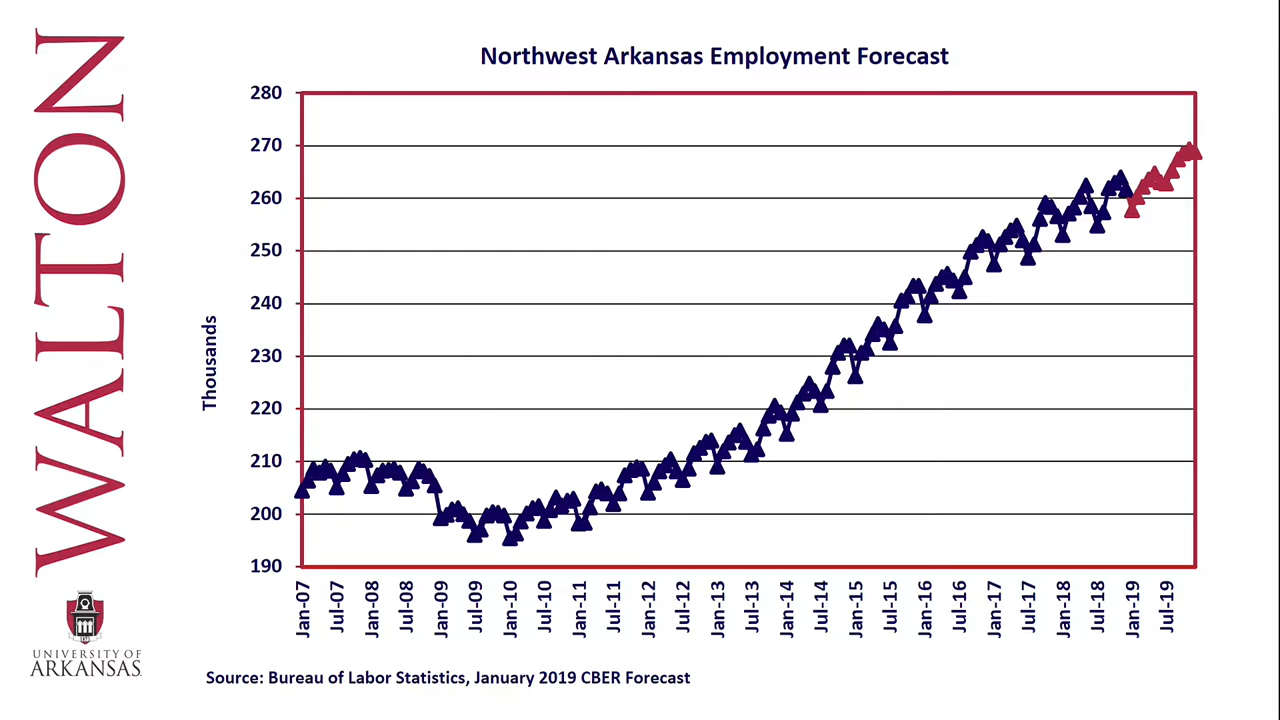 WALTON
UNIVERSITY OF
ARKANSAS
Northwest Arkansas Employment Forecast
Thousands
280
270
260
250
240
230
220
210
200
190
Jan-07
Jul-07
Jan-08
Jul-08
Jan-09
Jul-09
Jan-10
Jul-10
Jan-11
Jul-11
Jan-12
Jul-12
Jan-13
Jul-13
Jan-14
Jul-14
Jan-15
Jul-15
Jan-16
Jul-16
Jan-17
Jul-17
Jan-18
Jul-18
Jan-19
Jul-19
Source: Bureau of Labor Statistics, January 2019 CBER Forecast